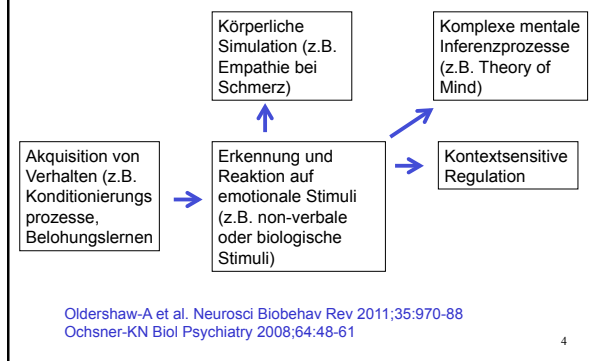 Körperliche
Simulation (z.B.
Empathie bei
Schmerz)
Komplexe mentale
Inferenzprozesse
(z.B. Theory of
Mind)
Akquisition von
Verhalten (z.B.
Konditionierungs
prozesse,
Belohungslernen
Erkennung und
Reaktion auf
emotionale Stimuli
(z.B. non-verbale
oder biologische
Stimuli)
Kontextsensitive
Regulation
Oldershaw-A et al. Neurosci Biobehav Rev 2011;35:970-88
Ochsner-KN Biol Psychiatry 2008;64:48-61
4